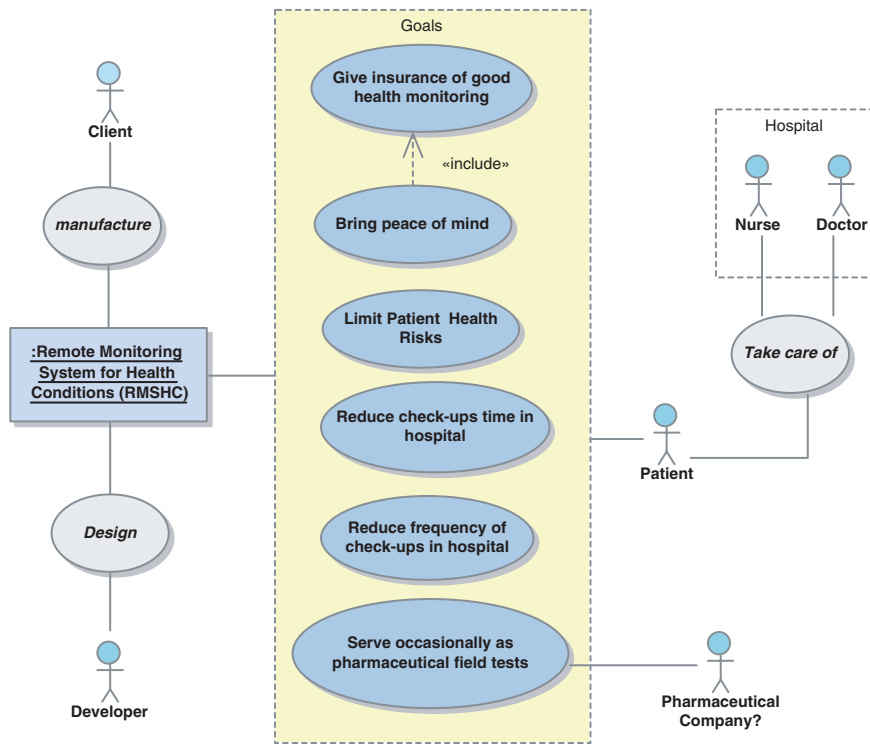 Goals
Give insurance of good
health monitoring
«include»
Bring peace of mind
Limit Patient Health
Risks
Reduce check-ups time in
hospital
Reduce frequency of
check-ups in hospital
Serve occasionally as
pharmaceutical field tests
Client
manufacture
:Remote Monitoring
System for Health
Conditions (RMSHC)
Design
Developer
Hospital
Nurse
Doctor
Take care of
Patient
Pharmaceutical
Company?